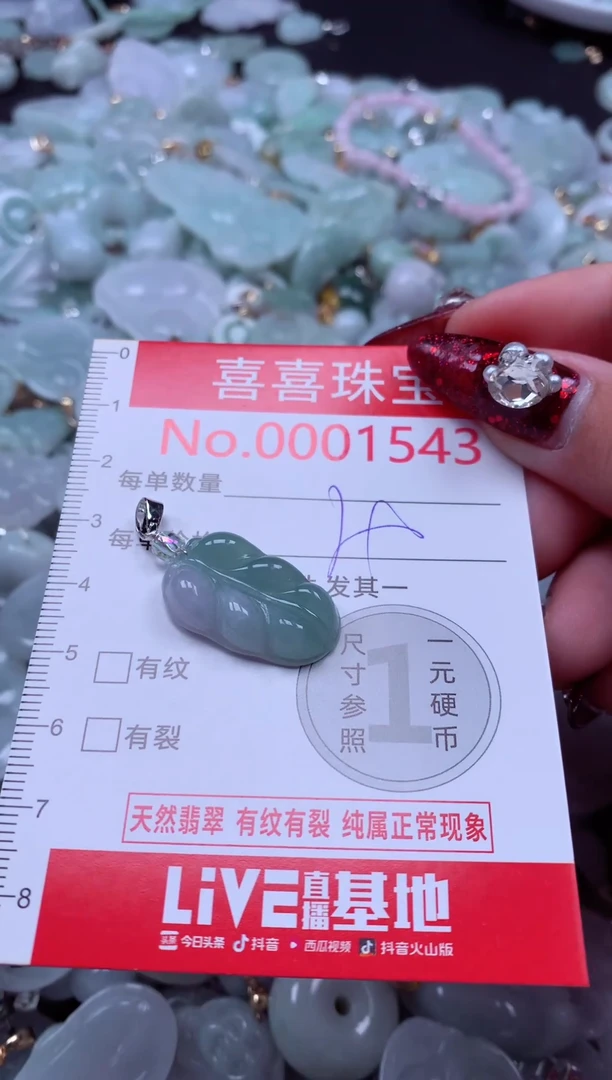 喜喜珠宝
No.0001543
每单数量
每
发其一
尺寸参照
1
一元硬币
有纹
有裂
天然翡翠 有纹有裂 纯属正常现象
LiVE直播基地
头条 今日头条 抖音 西瓜视频 抖音火山版
0
1
2
3
4
5
6
7
8